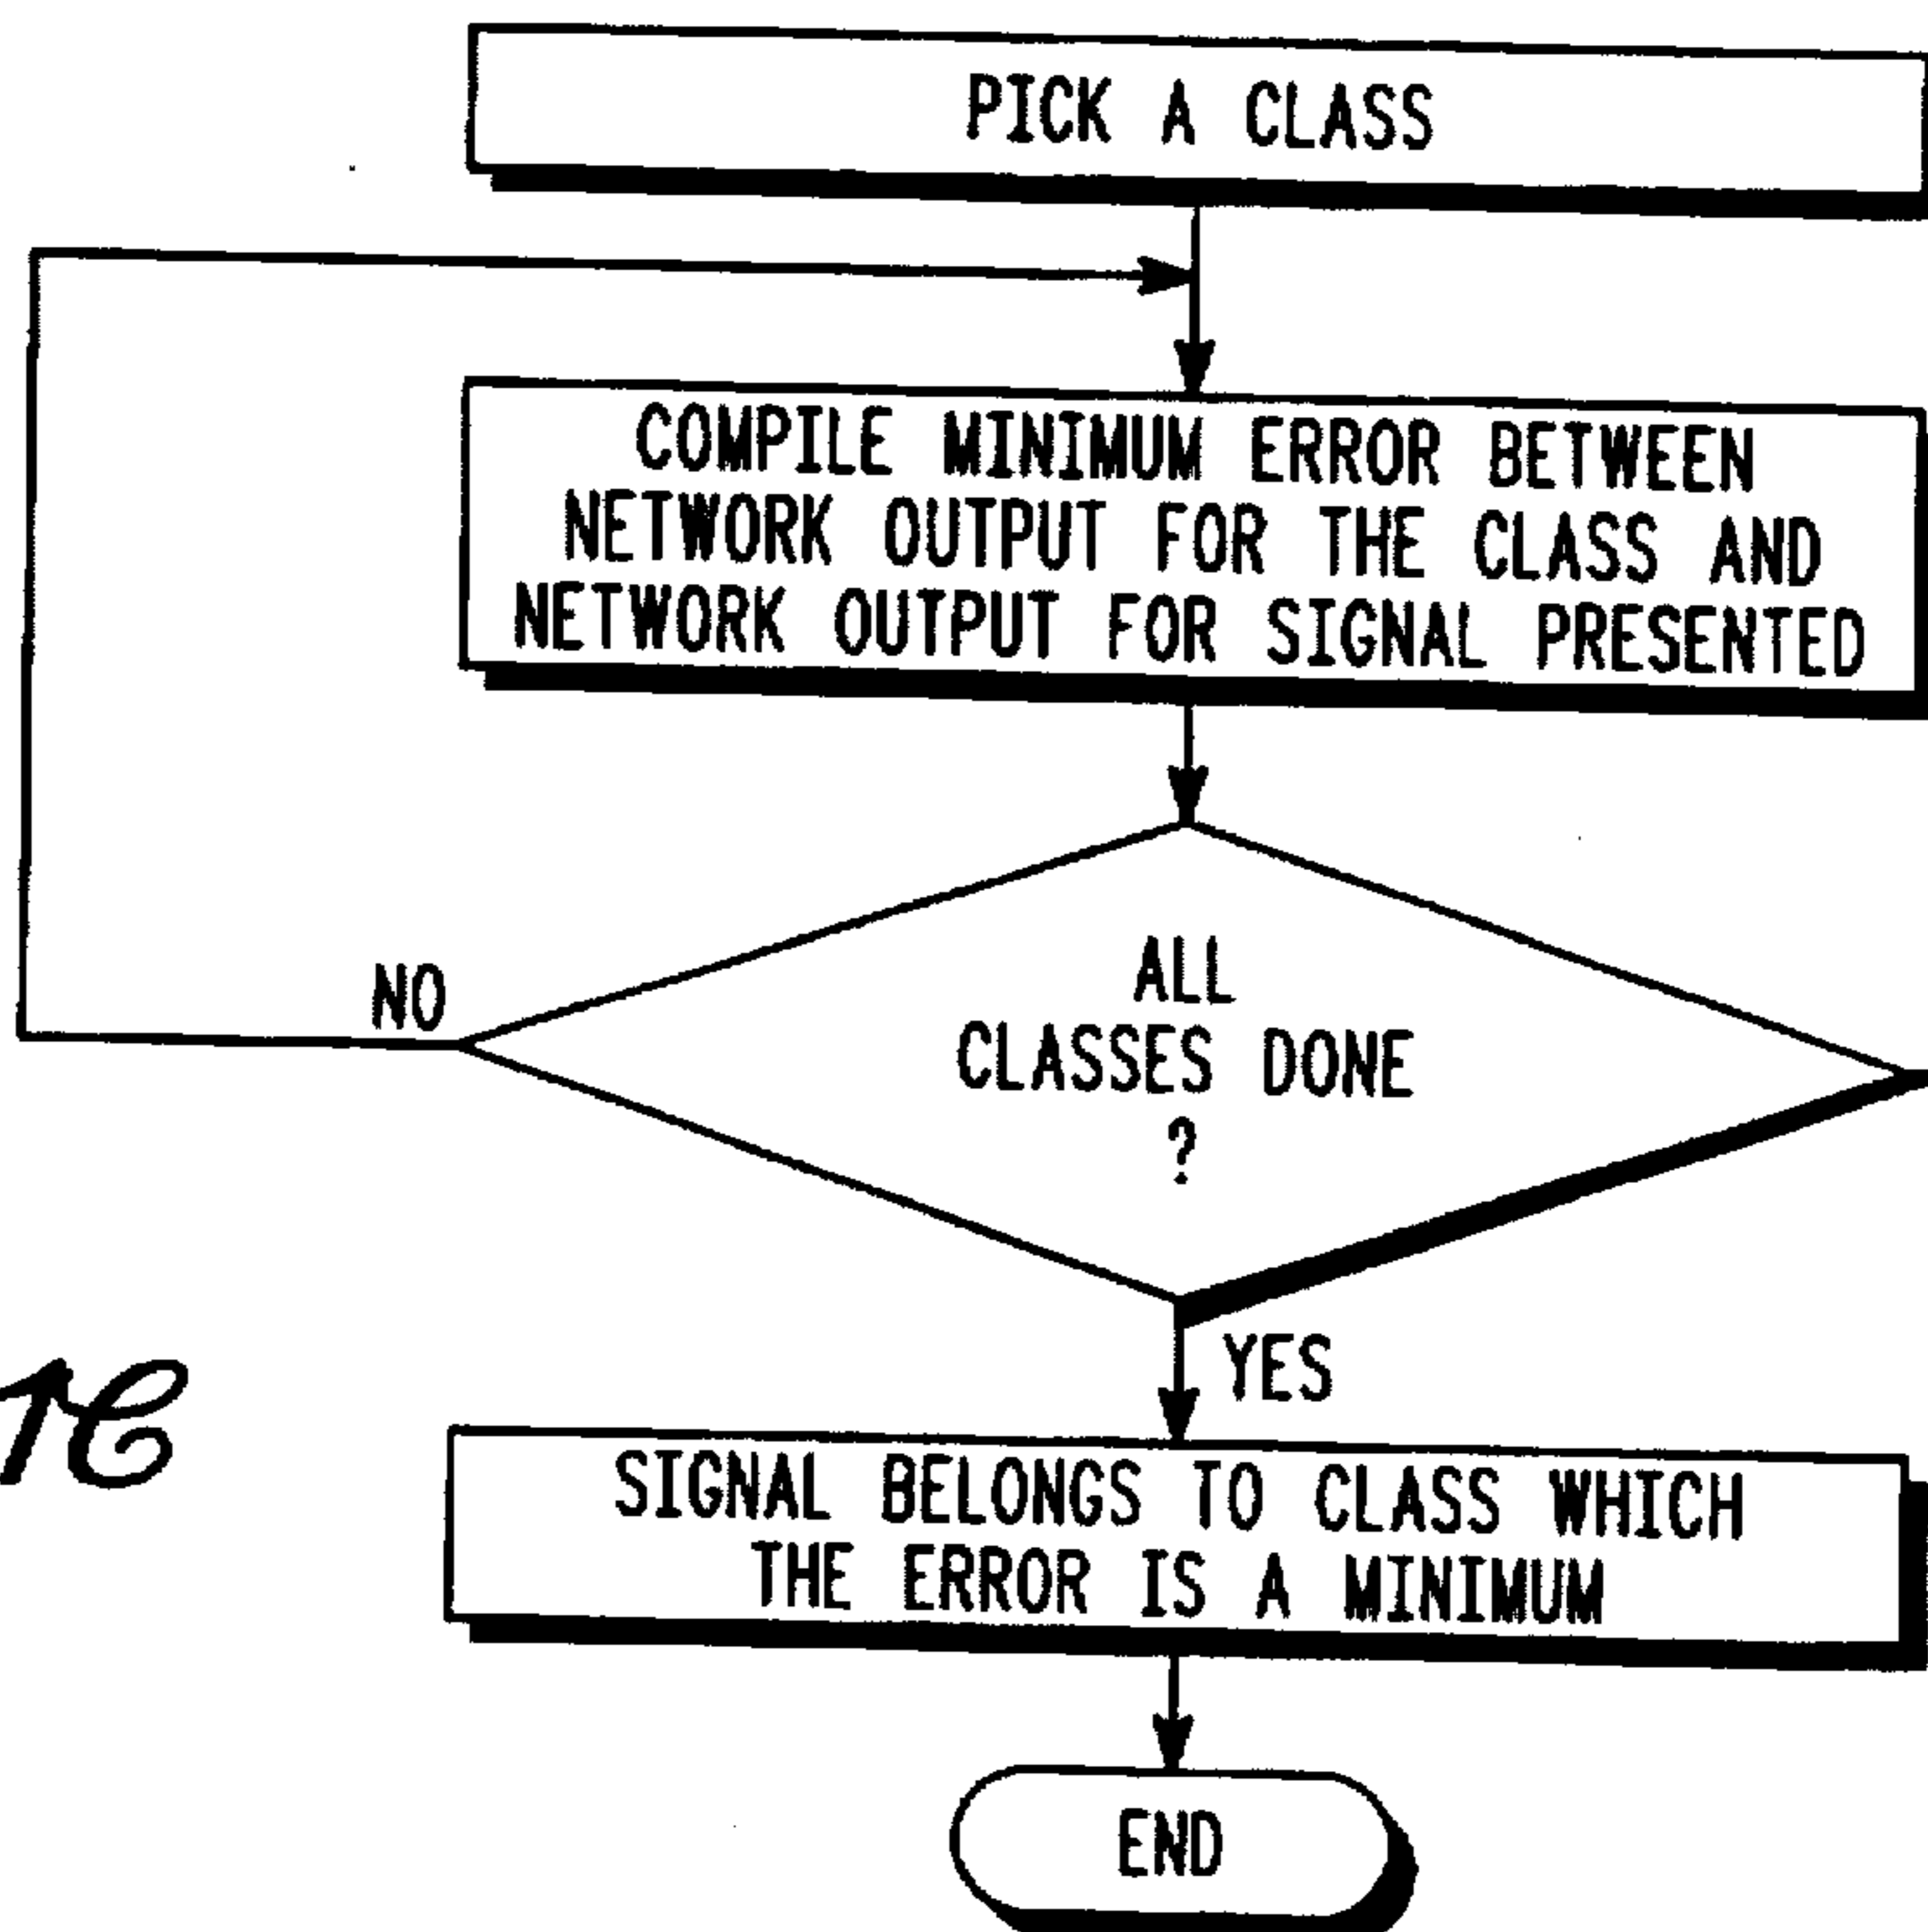 PICK A CLASS
COMPILE MINIMUM ERROR BETWEEN
NETWORK OUTPUT FOR THE CLASS AND
NETWORK OUTPUT FOR SIGNAL PRESENTED
ALL
CLASSES DONE
?
NO
YES
1C
SIGNAL BELONGS TO CLASS WHICH
THE ERROR IS A MINIMUM
END